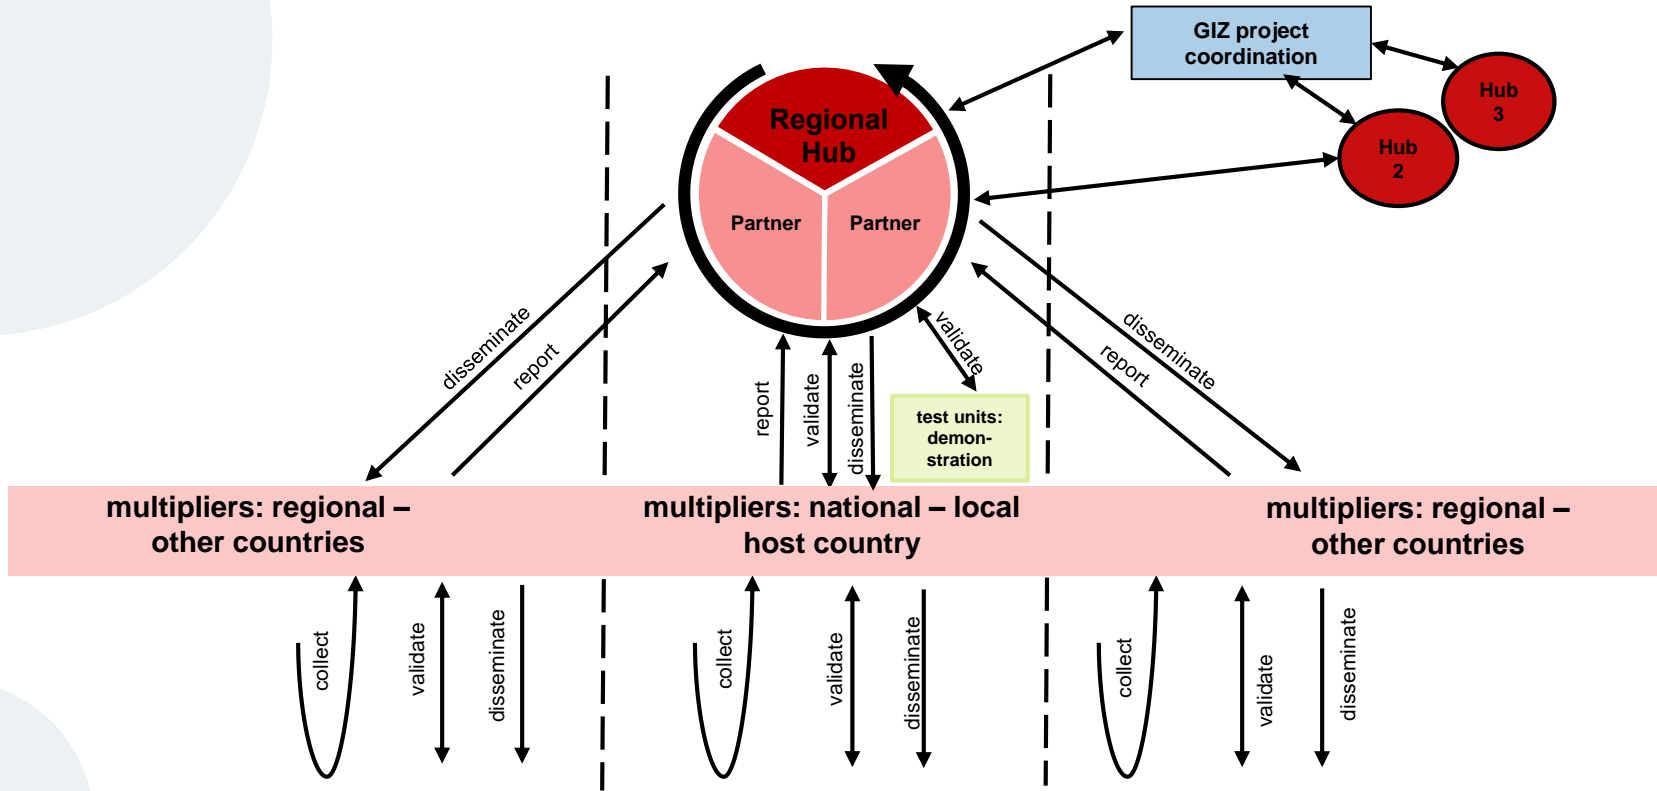 GIZ project
coordination
Hub
3
Hub
2
Regional
Hub
Partner
Partner
disseminate
report
report
validate
disseminate
validate
test units:
demon-
stration
disseminate
report
multipliers: regional –
other countries
multipliers: national – local
host country
multipliers: regional –
other countries
collect
validate
disseminate
collect
validate
disseminate
collect
validate
disseminate